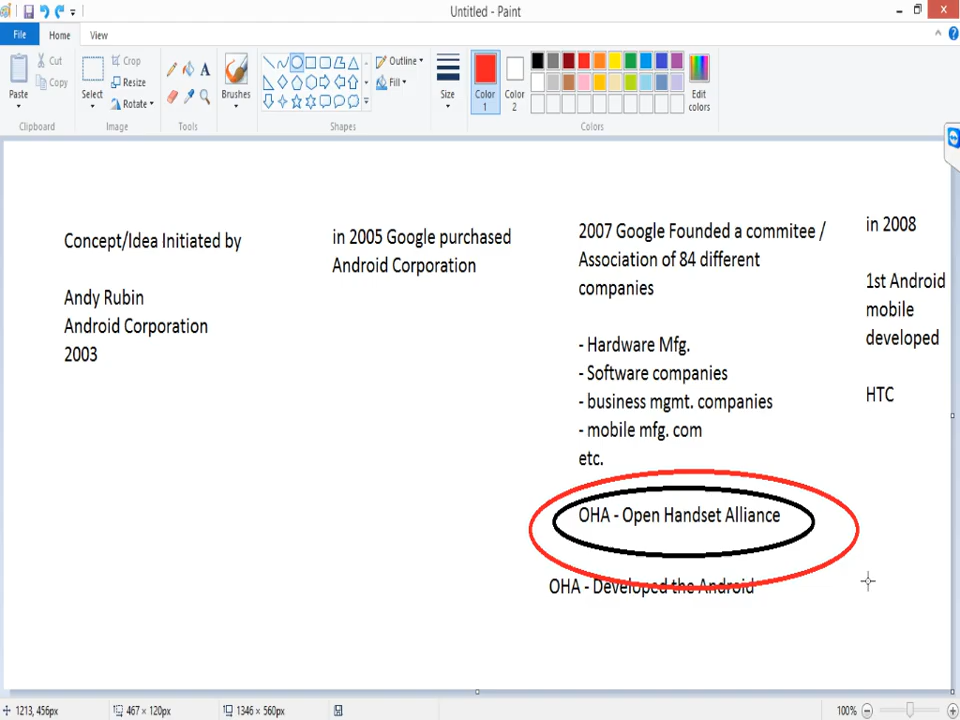 Untitled - Paint
File
Home
View
Paste
Cut
Copy
Clipboard
Select
Crop
Resize
Rotate
Image
A
Tools
Brushes
Shapes
Outline
Fill
Size
Color 1
Color 2
Edit colors
Colors
Concept/Idea Initiated by
Andy Rubin
Android Corporation
2003
in 2005 Google purchased
Android Corporation
2007 Google Founded a commitee /
Association of 84 different
companies
- Hardware Mfg.
- Software companies
- business mgmt. companies
- mobile mfg. com
etc.
OHA - Open Handset Alliance
OHA - Developed the Android
in 2008
1st Android
mobile
developed
HTC
1213, 456px
467 × 120px
1346 × 560px
100%